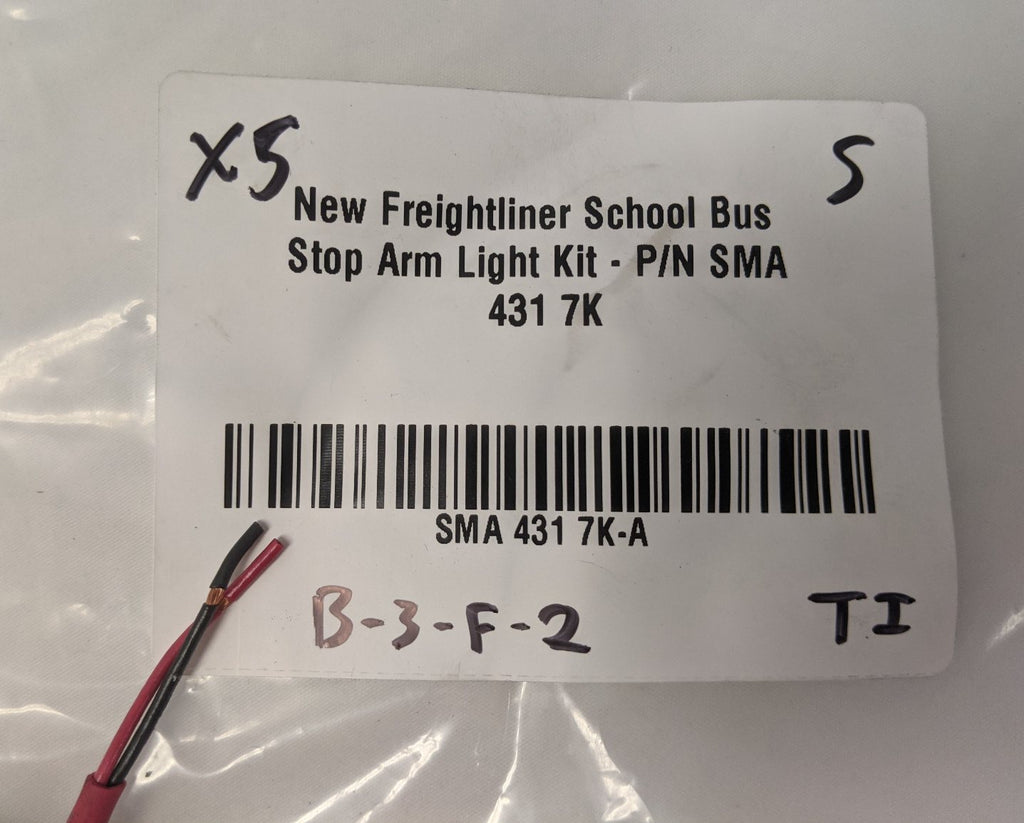 X5
S
New Freightliner School Bus
Stop Arm Light Kit - P/N SMA
431 7K
SMA 431 7K-A
B-3-F-2
TI